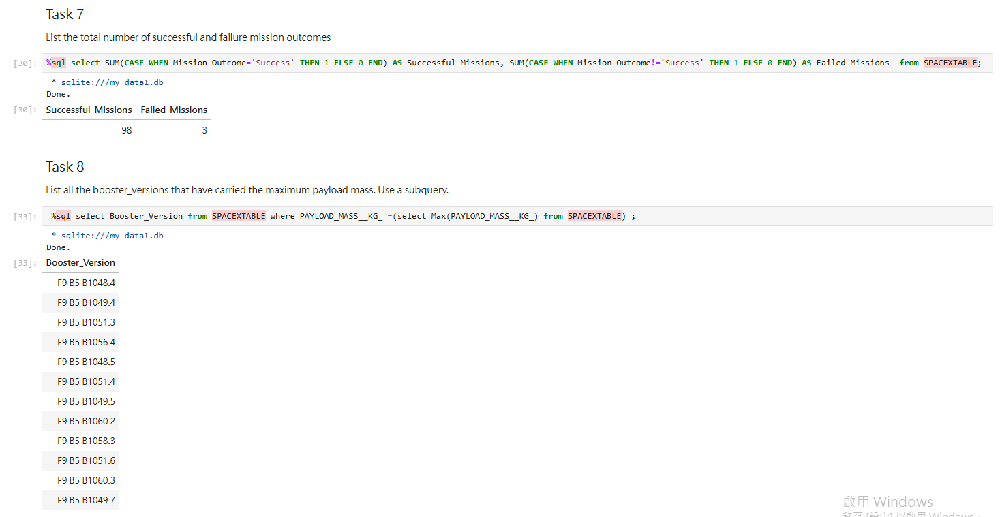 Task 7
List the total number of successful and failure mission outcomes
[30]: %sql select SUM(CASE WHEN Mission_Outcome='Success' THEN 1 ELSE 0 END) AS Successful_Missions, SUM(CASE WHEN Mission_Outcome!='Success' THEN 1 ELSE 0 END) AS Failed_Missions  from SPACEXTABLE;
* sqlite:///my_data1.db
Done.
[30]: Successful_Missions Failed_Missions
98 3
Task 8
List all the booster_versions that have carried the maximum payload mass. Use a subquery.
[33]: %sql select Booster_Version from SPACEXTABLE where PAYLOAD_MASS__KG_ =(select Max(PAYLOAD_MASS__KG_) from SPACEXTABLE) ;
* sqlite:///my_data1.db
Done.
[33]: Booster_Version
F9 B5 B1048.4
F9 B5 B1049.4
F9 B5 B1051.3
F9 B5 B1056.4
F9 B5 B1048.5
F9 B5 B1051.4
F9 B5 B1049.5
F9 B5 B1060.2
F9 B5 B1058.3
F9 B5 B1051.6
F9 B5 B1060.3
F9 B5 B1049.7
啟用 Windows
移至 [設定] 以啟用 Windows。